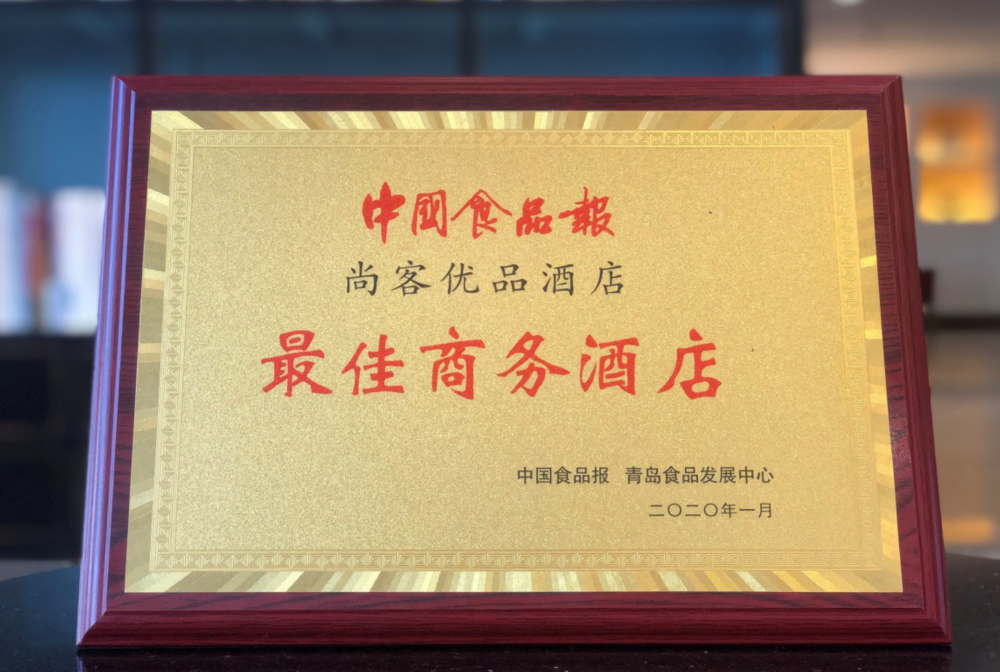 中國食品報
尚客优品酒店
最佳商务酒店
中国食品报 青岛食品发展中心
二〇二〇年一月